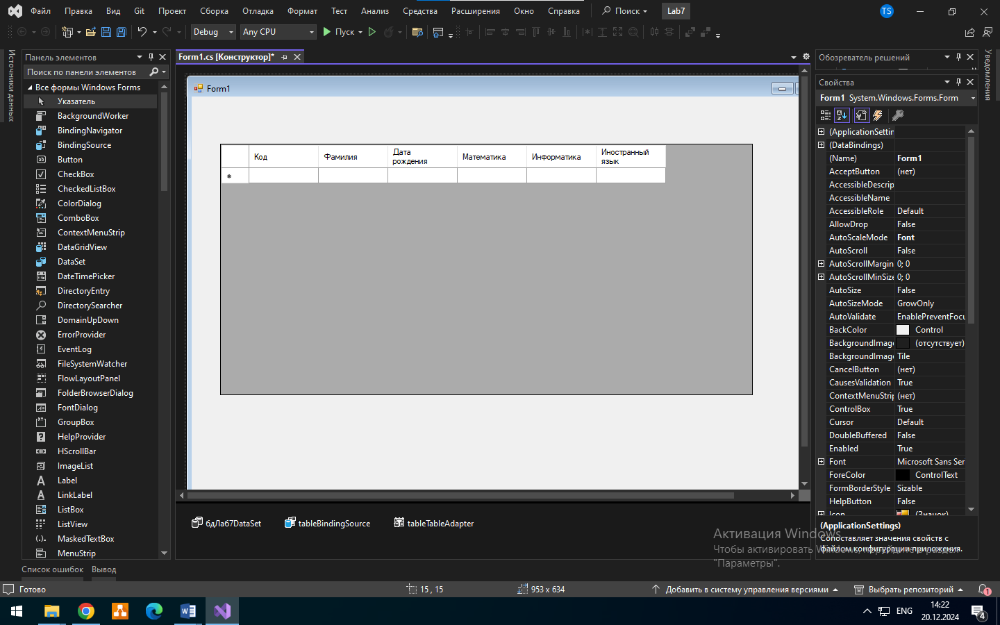 Файл Правка Вид Git Проект Сборка Отладка Формат Тест Анализ Средства Расширения Окно Справка Поиск Lab7 TS
Debug Any CPU Пуск
Источники данных
Панель элементов
Поиск по панели элементов
Все формы Windows Forms
Указатель
BackgroundWorker
BindingNavigator
BindingSource
Button
CheckBox
CheckedListBox
ColorDialog
ComboBox
ContextMenuStrip
DataGridView
DataSet
DateTimePicker
DirectoryEntry
DirectorySearcher
DomainUpDown
ErrorProvider
EventLog
FileSystemWatcher
FlowLayoutPanel
FolderBrowserDialog
FontDialog
GroupBox
HelpProvider
HScrollBar
ImageList
Label
LinkLabel
ListBox
ListView
MaskedTextBox
MenuStrip
Form1.cs [Конструктор]*
Form1
Код Фамилия Дата рождения Математика Информатика Иностранный язык
бдЛаб7DataSet tableBindingSource tableTableAdapter
Обозреватель решений
Уведомления
Свойства
Form1 System.Windows.Forms.Form
(ApplicationSettin
(DataBindings)
(Name) Form1
AcceptButton (нет)
AccessibleDescrip
AccessibleName
AccessibleRole Default
AllowDrop False
AutoScaleMode Font
AutoScroll False
AutoScrollMargin 0; 0
AutoScrollMinSize 0; 0
AutoSize False
AutoSizeMode GrowOnly
AutoValidate EnablePreventFocu
BackColor Control
BackgroundImage (отсутствует)
BackgroundImage Tile
CancelButton (нет)
CausesValidation True
ContextMenuStrip (нет)
ControlBox True
Cursor Default
DoubleBuffered False
Enabled True
Font Microsoft Sans Ser
ForeColor ControlText
FormBorderStyle Sizable
HelpButton False
Icon (Значок)
(ApplicationSettings)
Сопоставляет значения свойств с
файлом конфигурации приложения.
Активация Windows
Чтобы активировать Windows
"Параметры".
Список ошибок Вывод
Готово 15 , 15 953 x 634 Добавить в систему управления версиями Выбрать репозиторий 1
ENG 14:22
20.12.2024 4